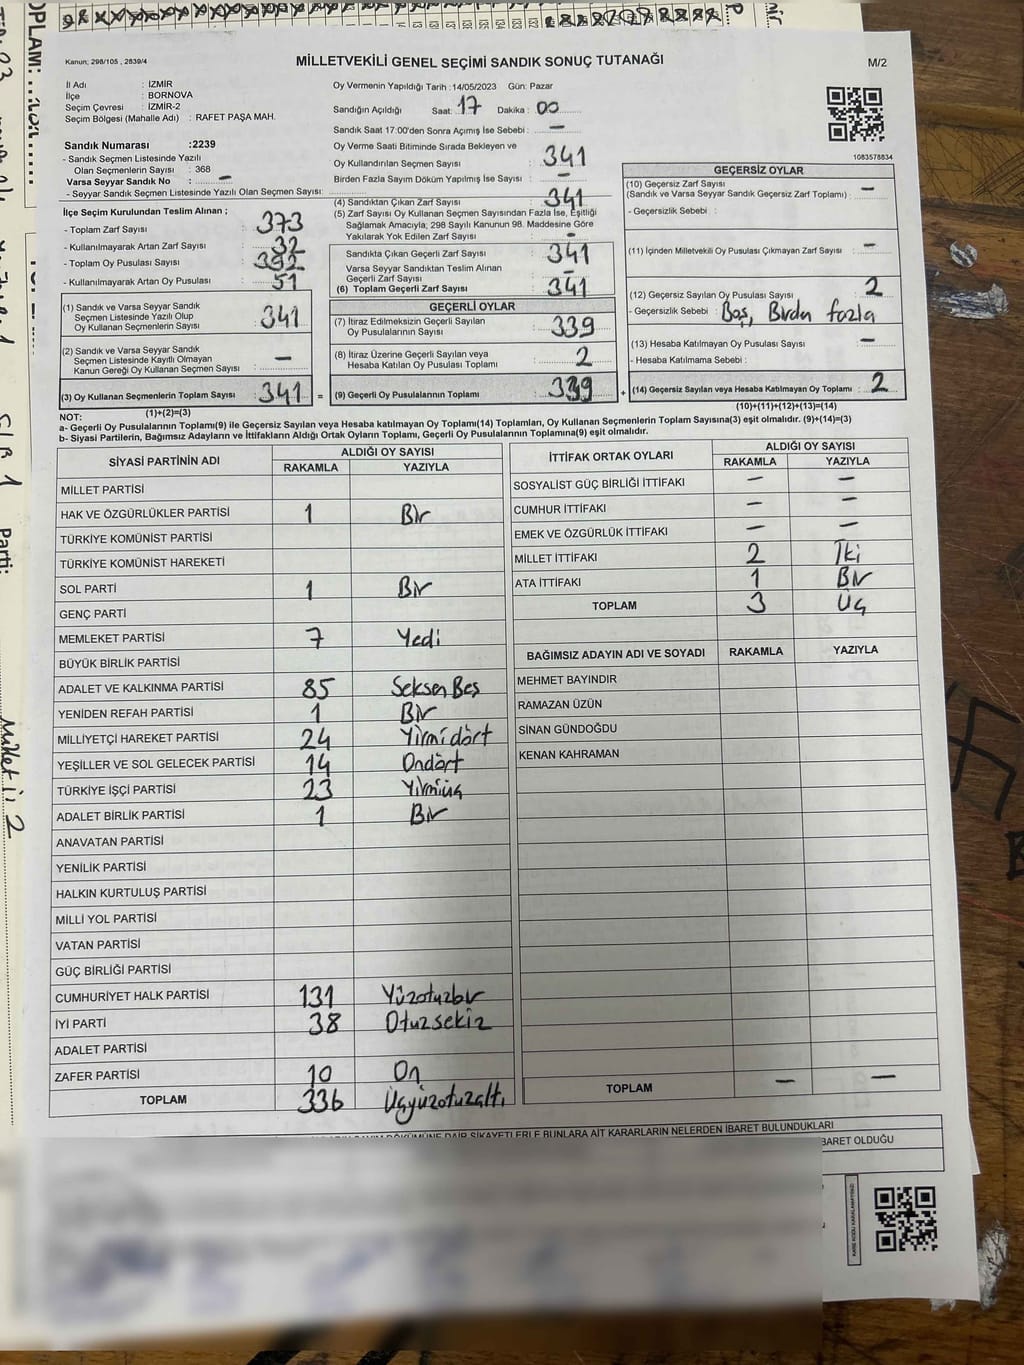 Kanun; 298/105 , 2839/4
MİLLETVEKİLİ GENEL SEÇİMİ SANDIK SONUÇ TUTANAĞI
M/2
İl Adı : İZMİR
İlçe : BORNOVA
Seçim Çevresi : İZMİR-2
Seçim Bölgesi (Mahalle Adı) : RAFET PAŞA MAH.
Oy Vermenin Yapıldığı Tarih :14/05/2023 Gün: Pazar
Sandığın Açıldığı Saat: 17 Dakika : 00
Sandık Saat 17:00'den Sonra Açımış İse Sebebi : —
Oy Verme Saati Bitiminde Sırada Bekleyen ve
Oy Kullandırılan Seçmen Sayısı : 341
Birden Fazla Sayım Döküm Yapılmış İse Sayısı : —
1083578834
Sandık Numarası :2239
- Sandık Seçmen Listesinde Yazılı
Olan Seçmenlerin Sayısı : 368
Varsa Seyyar Sandık No : —
- Seyyar Sandık Seçmen Listesinde Yazılı Olan Seçmen Sayısı:
İlçe Seçim Kurulundan Teslim Alınan ;
- Toplam Zarf Sayısı : 373
- Kullanılmayarak Artan Zarf Sayısı : 32
- Toplam Oy Pusulası Sayısı : 392
- Kullanılmayarak Artan Oy Pusulası : 51
(1) Sandık ve Varsa Seyyar Sandık
Seçmen Listesinde Yazılı Olup
Oy Kullanan Seçmenlerin Sayısı : 341
(2) Sandık ve Varsa Seyyar Sandık
Seçmen Listesinde Kayıtlı Olmayan
Kanun Gereği Oy Kullanan Seçmen Sayısı : —
(3) Oy Kullanan Seçmenlerin Toplam Sayısı : 341 =
(1)+(2)=(3)
(4) Sandıktan Çıkan Zarf Sayısı : 341
(5) Zarf Sayısı Oy Kullanan Seçmen Sayısından Fazla İse, Eşitliği
Sağlamak Amacıyla, 298 Sayılı Kanunun 98. Maddesine Göre
Yakılarak Yok Edilen Zarf Sayısı : —
Sandıkta Çıkan Geçerli Zarf Sayısı : 341
Varsa Seyyar Sandıktan Teslim Alınan
Geçerli Zarf Sayısı : —
(6) Toplam Geçerli Zarf Sayısı : 341
GEÇERLİ OYLAR
(7) İtiraz Edilmeksizin Geçerli Sayılan
Oy Pusulalarının Sayısı : 339
(8) İtiraz Üzerine Geçerli Sayılan veya
Hesaba Katılan Oy Pusulası Toplamı : 2
(9) Geçerli Oy Pusulalarının Toplamı : 339 +
GEÇERSİZ OYLAR
(10) Geçersiz Zarf Sayısı
(Sandık ve Varsa Seyyar Sandık Geçersiz Zarf Toplamı) : —
- Geçersizlik Sebebi :
(11) İçinden Milletvekili Oy Pusulası Çıkmayan Zarf Sayısı : —
(12) Geçersiz Sayılan Oy Pusulası Sayısı : 2
- Geçersizlik Sebebi : Boş, Birden fazla
(13) Hesaba Katılmayan Oy Pusulası Sayısı : —
- Hesaba Katılmama Sebebi :
(14) Geçersiz Sayılan veya Hesaba Katılmayan Oy Toplamı : 2
(10)+(11)+(12)+(13)=(14)
NOT:
a- Geçerli Oy Pusulalarının Toplamı(9) ile Geçersiz Sayılan veya Hesaba katılmayan Oy Toplamı(14) Toplamları, Oy Kullanan Seçmenlerin Toplam Sayısına(3) eşit olmalıdır. (9)+(14)=(3)
b- Siyasi Partilerin, Bağımsız Adayların ve İttifakların Aldığı Ortak Oyların Toplamı, Geçerli Oy Pusulalarının Toplamına(9) eşit olmalıdır.
SİYASİ PARTİNİN ADI ALDIĞI OY SAYISI
RAKAMLA YAZIYLA
MİLLET PARTİSİ
HAK VE ÖZGÜRLÜKLER PARTİSİ 1 Bir
TÜRKİYE KOMÜNİST PARTİSİ
TÜRKİYE KOMÜNİST HAREKETİ
SOL PARTİ 1 Bir
GENÇ PARTİ
MEMLEKET PARTİSİ 7 Yedi
BÜYÜK BİRLİK PARTİSİ
ADALET VE KALKINMA PARTİSİ 85 Seksen Beş
YENİDEN REFAH PARTİSİ 1 Bir
MİLLİYETÇİ HAREKET PARTİSİ 24 Yirmidört
YEŞİLLER VE SOL GELECEK PARTİSİ 14 Ondört
TÜRKİYE İŞÇİ PARTİSİ 23 Yirmiüç
ADALET BİRLİK PARTİSİ 1 Bir
ANAVATAN PARTİSİ
YENİLİK PARTİSİ
HALKIN KURTULUŞ PARTİSİ
MİLLİ YOL PARTİSİ
VATAN PARTİSİ
GÜÇ BİRLİĞİ PARTİSİ
CUMHURİYET HALK PARTİSİ 131 Yüzotuzbir
İYİ PARTİ 38 Otuzsekiz
ADALET PARTİSİ
ZAFER PARTİSİ 10 On
TOPLAM 336 Üçyüzotuzaltı
İTTİFAK ORTAK OYLARI ALDIĞI OY SAYISI
RAKAMLA YAZIYLA
SOSYALİST GÜÇ BİRLİĞİ İTTİFAKI — —
CUMHUR İTTİFAKI — —
EMEK VE ÖZGÜRLÜK İTTİFAKI — —
MİLLET İTTİFAKI 2 İki
ATA İTTİFAKI 1 Bir
TOPLAM 3 Üç
BAĞIMSIZ ADAYIN ADI VE SOYADI RAKAMLA YAZIYLA
MEHMET BAYINDIR
RAMAZAN ÜZÜN
SİNAN GÜNDOĞDU
KENAN KAHRAMAN
TOPLAM — —
DÖKÜMÜNE DAİR ŞİKAYETLERLE BUNLARA AİT KARARLARIN NELERDEN İBARET BULUNDUKLARI
BARET OLDUĞU
TOPLAM:
Parti:
Millet İ: 2